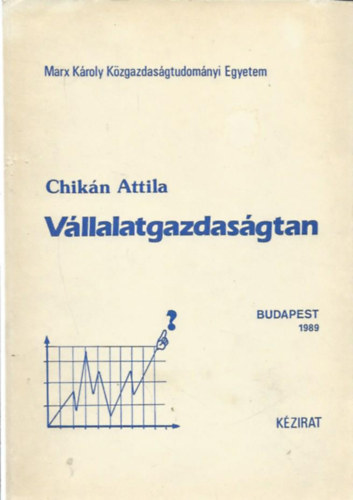 Marx Károly Közgazdaságtudományi Egyetem
Chikán Attila
Vállalatgazdaságtan
BUDAPEST
1989
?
KÉZIRAT